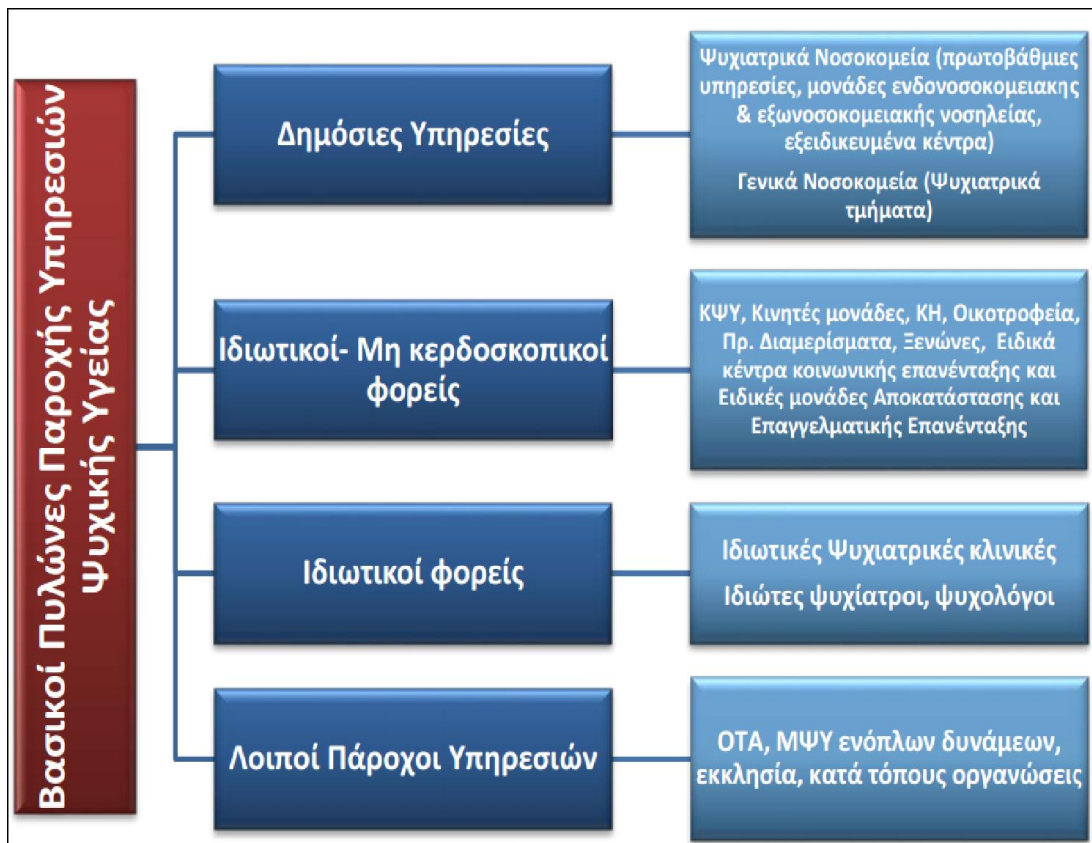 Βασικοί Πυλώνες Παροχής Υπηρεσιών
Ψυχικής Υγείας
Δημόσιες Υπηρεσίες
Ψυχιατρικά Νοσοκομεία (πρωτοβάθμιες
υπηρεσίες, μονάδες ενδονοσοκομειακης
& εξωνοσοκομειακής νοσηλείας,
εξειδικευμένα κέντρα)
Γενικά Νοσοκομεία (Ψυχιατρικά
τμήματα)
Ιδιωτικοί- Μη κερδοσκοπικοί
φορείς
ΚΨΥ, Κινητές μονάδες, ΚΗ, Οικοτροφεία,
Πρ. Διαμερίσματα, Ξενώνες, Ειδικά
κέντρα κοινωνικής επανένταξης και
Ειδικές μονάδες Αποκατάστασης και
Επαγγελματικής Επανένταξης
Ιδιωτικοί φορείς
Ιδιωτικές Ψυχιατρικές κλινικές
Ιδιώτες ψυχίατροι, ψυχολόγοι
Λοιποί Πάροχοι Υπηρεσιών
ΟΤΑ, ΜΨΥ ενόπλων δυνάμεων,
εκκλησία, κατά τόπους οργανώσεις